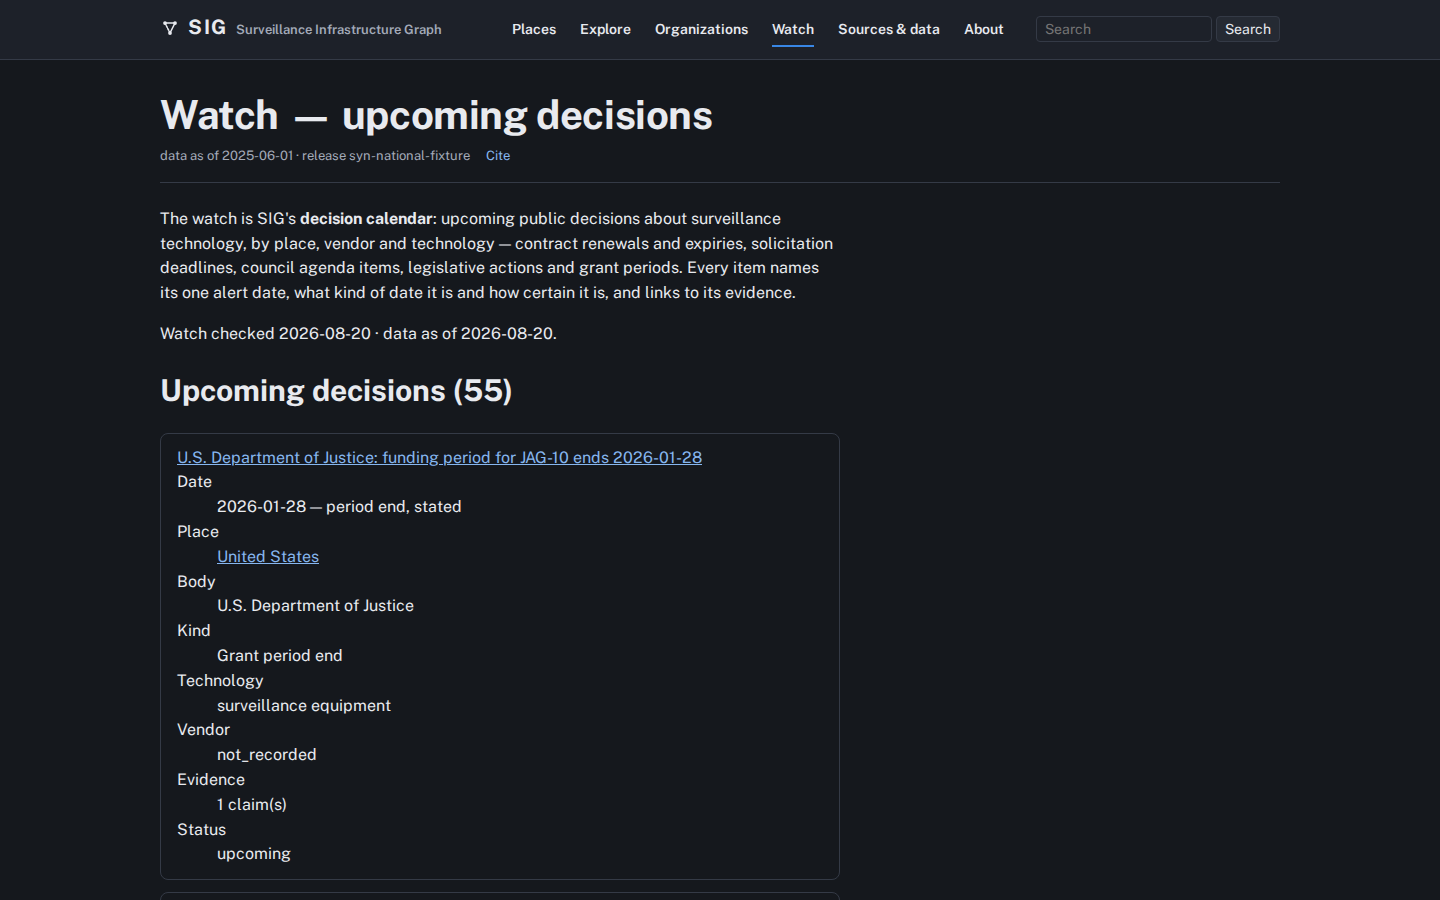 SIG Surveillance Infrastructure Graph
Places Explore Organizations Watch Sources & data About Search Search
Watch — upcoming decisions
data as of 2025-06-01 · release syn-national-fixture Cite
The watch is SIG's decision calendar: upcoming public decisions about surveillance
technology, by place, vendor and technology — contract renewals and expiries, solicitation
deadlines, council agenda items, legislative actions and grant periods. Every item names
its one alert date, what kind of date it is and how certain it is, and links to its evidence.
Watch checked 2026-08-20 · data as of 2026-08-20.
Upcoming decisions (55)
U.S. Department of Justice: funding period for JAG-10 ends 2026-01-28
Date
2026-01-28 — period end, stated
Place
United States
Body
U.S. Department of Justice
Kind
Grant period end
Technology
surveillance equipment
Vendor
not_recorded
Evidence
1 claim(s)
Status
upcoming